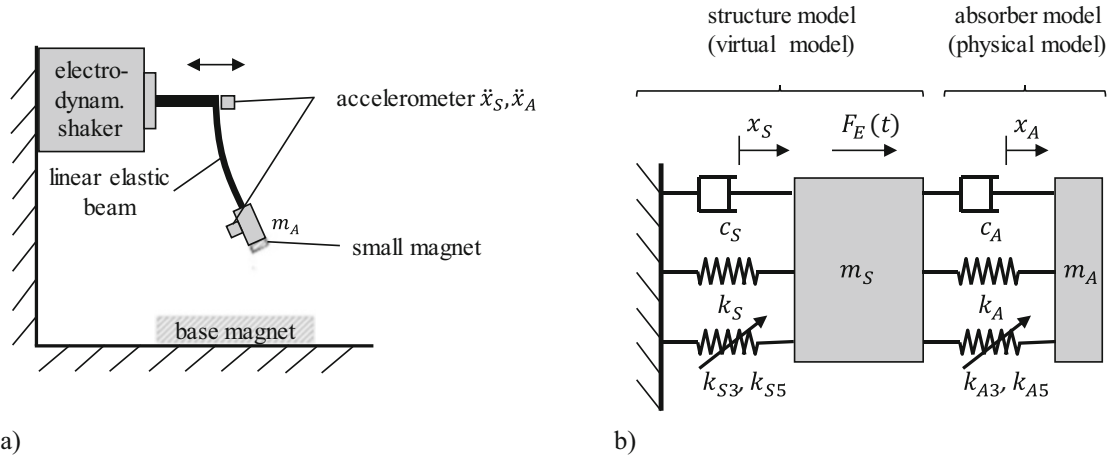 electro-
dynam.
shaker
accelerometer ẍ_S, ẍ_A
linear elastic
beam
m_A
small magnet
base magnet
a)
structure model
(virtual model)
absorber model
(physical model)
x_S
F_E(t)
x_A
c_S
c_A
k_S
m_S
k_A
m_A
k_S3, k_S5
k_A3, k_A5
b)